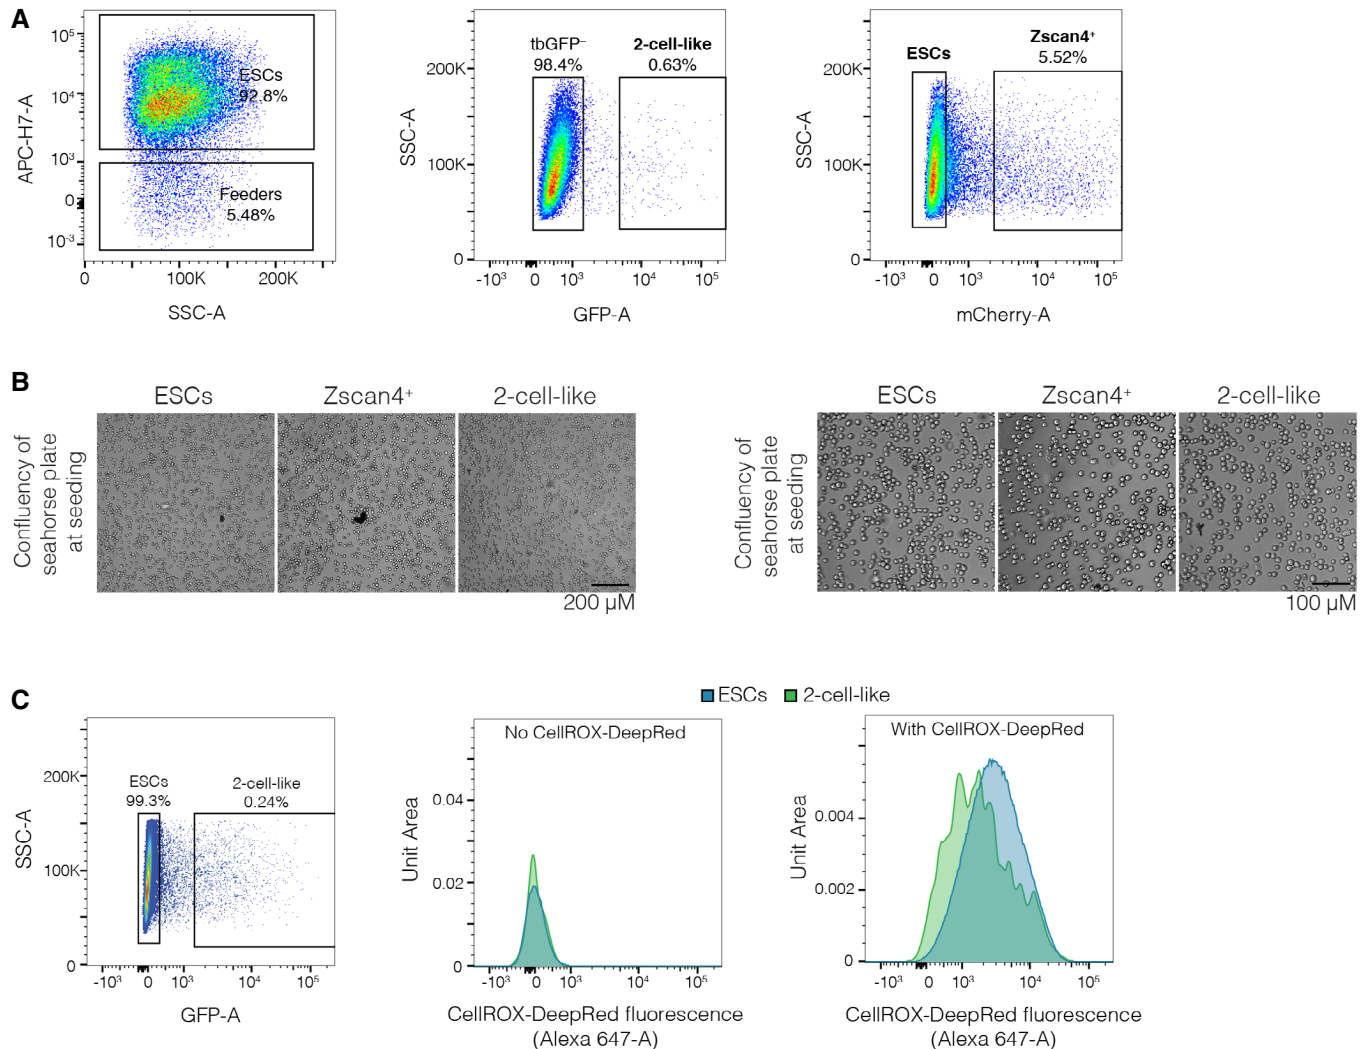 A
APC-H7-A
10⁵
10⁴
10³
0
10⁻³
ESCs
92.8%
Feeders
5.48%
0
100K
200K
SSC-A
SSC-A
200K
100K
0
tbGFP⁻
98.4%
2-cell-like
0.63%
-10³
0
10³
10⁴
10⁵
GFP-A
SSC-A
200K
100K
0
ESCs
Zscan4⁺
5.52%
-10³
0
10³
10⁴
10⁵
mCherry-A
B
Confluency of
seahorse plate
at seeding
ESCs
Zscan4⁺
2-cell-like
200 µM
Confluency of
seahorse plate
at seeding
ESCs
Zscan4⁺
2-cell-like
100 µM
C
ESCs
2-cell-like
SSC-A
200K
100K
0
ESCs
99.3%
2-cell-like
0.24%
-10³
0
10³
10⁴
10⁵
GFP-A
No CellROX-DeepRed
Unit Area
0.04
0.02
0
-10³
0
10³
10⁴
10⁵
CellROX-DeepRed fluorescence
(Alexa 647-A)
With CellROX-DeepRed
Unit Area
0.004
0.002
0
-10³
0
10³
10⁴
10⁵
CellROX-DeepRed fluorescence
(Alexa 647-A)